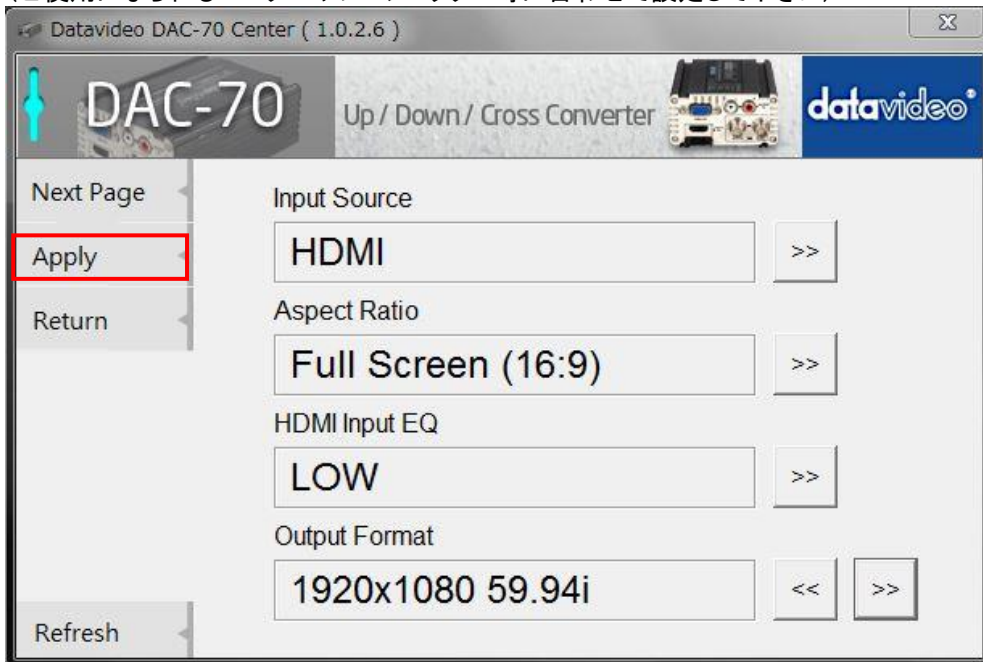 Datavideo DAC-70 Center ( 1.0.2.6 )
DAC-70
Up / Down / Cross Converter
datavideo
Next Page
Apply
Return
Refresh
Input Source
HDMI
>>
Aspect Ratio
Full Screen (16:9)
>>
HDMI Input EQ
LOW
>>
Output Format
1920x1080 59.94i
<< >>